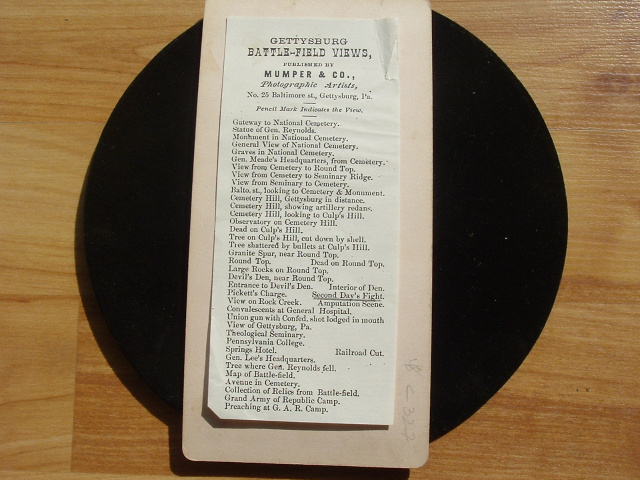 GETTYSBURG
BATTLE-FIELD VIEWS,
PUBLISHED BY
MUMPER & CO.,
Photographic Artists,
No. 25 Baltimore st., Gettysburg, Pa.
Pencil Mark Indicates the View.
Gateway to National Cemetery.
Statue of Gen. Reynolds.
Monument in National Cemetery.
General View of National Cemetery.
Graves in National Cemetery.
Gen. Meade's Headquarters, from Cemetery.
View from Cemetery to Round Top.
View from Cemetery to Seminary Ridge.
View from Seminary to Cemetery.
Balto. st., looking to Cemetery & Monument.
Cemetery Hill, Gettysburg in distance.
Cemetery Hill, showing artillery redans.
Cemetery Hill, looking to Culp's Hill.
Observatory on Cemetery Hill.
Dead on Culp's Hill.
Tree on Culp's Hill, cut down by shell.
Tree shattered by bullets at Culp's Hill.
Granite Spur, near Round Top.
Round Top. Dead on Round Top.
Large Rocks on Round Top.
Devil's Den, near Round Top.
Entrance to Devil's Den. Interior of Den.
Pickett's Charge. Second Day's Fight.
View on Rock Creek. Amputation Scene.
Convalescents at General Hospital.
Union gun with Confed. shot lodged in mouth
View of Gettysburg, Pa.
Theological Seminary.
Pennsylvania College.
Springs Hotel. Railroad Cut.
Gen. Lee's Headquarters.
Tree where Gen. Reynolds fell.
Map of Battle-field.
Avenue in Cemetery.
Collection of Relics from Battle-field.
Grand Army of Republic Camp.
Preaching at G. A. R. Camp.